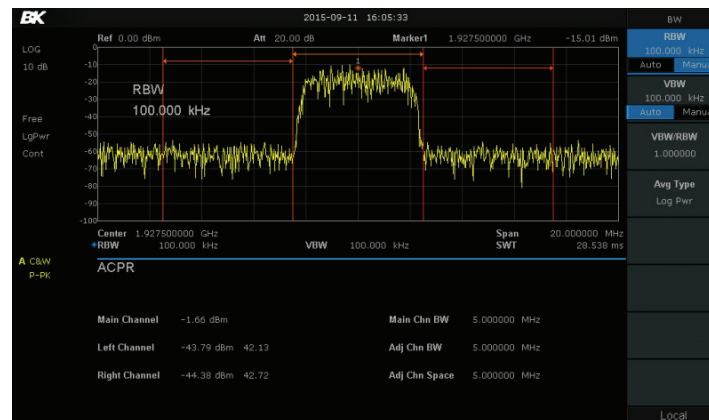 BK 2015-09-11 16:05:33 BW
Ref 0.00 dBm Att 20.00 dB Marker1 1.927500000 GHz -15.01 dBm
LOG
10 dB
Free
LgPwr
Cont
A C&W
P-PK
0
-10
-20
-30
-40
-50
-60
-70
-80
-90
-100
1
RBW
100.000 kHz
Center 1.927500000 GHz Span 20.000000 MHz
RBW 100.000 kHz VBW 100.000 kHz SWT 28.538 ms
ACPR
Main Channel -1.66 dBm Main Chn BW 5.000000 MHz
Left Channel -43.79 dBm 42.13 Adj Chn BW 5.000000 MHz
Right Channel -44.38 dBm 42.72 Adj Chn Space 5.000000 MHz
RBW
100.000 kHz
Auto Manua
VBW
100.000 kHz
Auto Manua
VBW/RBW
1.000000
Avg Type
Log Pwr
Local